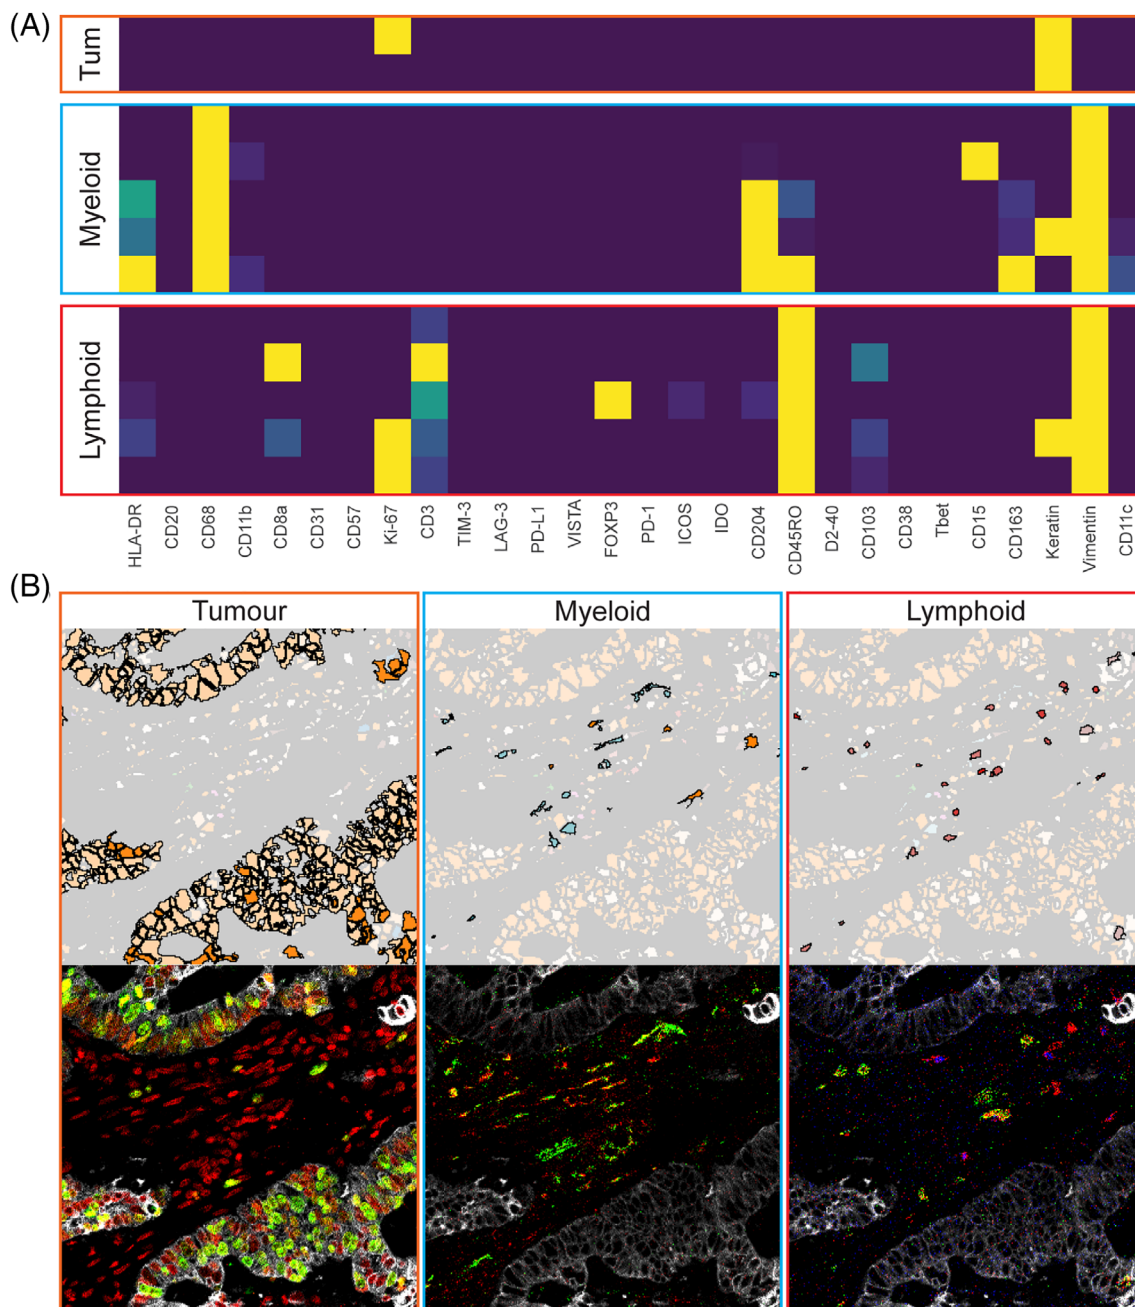 (A)
Tum
Myeloid
Lymphoid
HLA-DR
CD20
CD68
CD11b
CD8a
CD31
CD57
Ki-67
CD3
TIM-3
LAG-3
PD-L1
VISTA
FOXP3
PD-1
ICOS
IDO
CD204
CD45RO
D2-40
CD103
CD38
Tbet
CD15
CD163
Keratin
Vimentin
CD11c
(B)
Tumour
Myeloid
Lymphoid